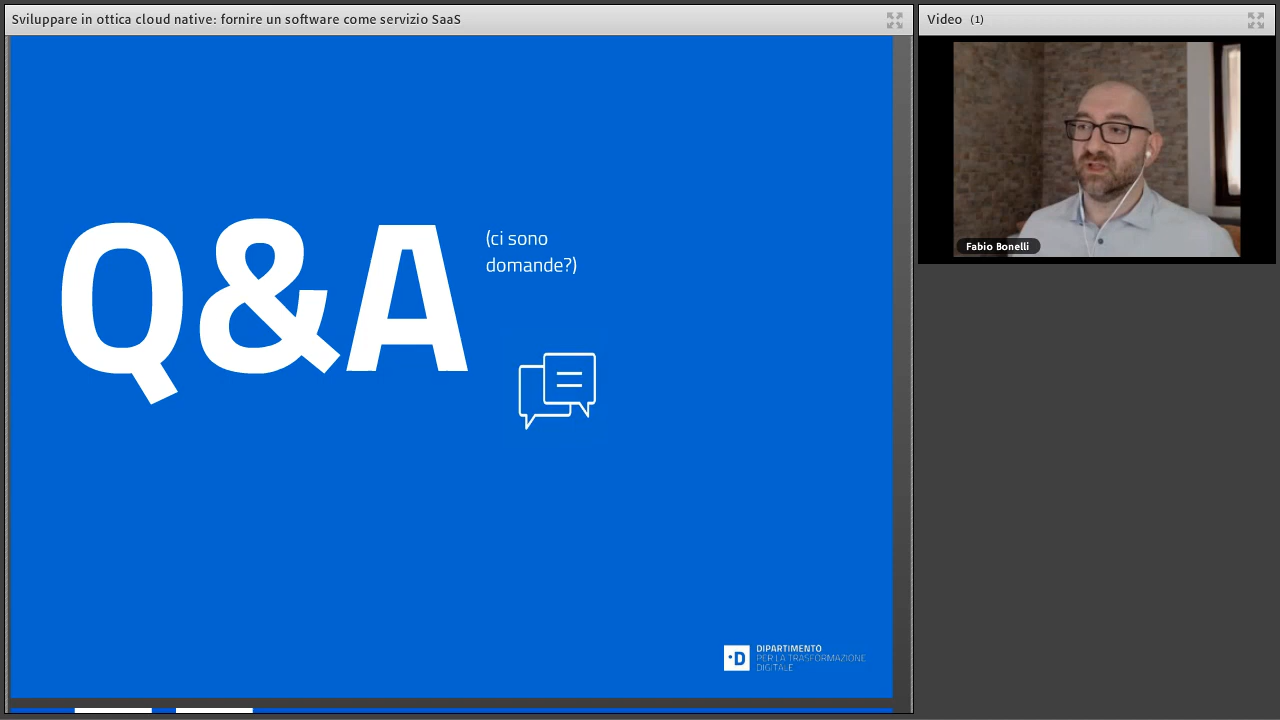 Sviluppare in ottica cloud native: fornire un software come servizio SaaS
Video (1)
Q&A
(ci sono
domande?)
Fabio Bonelli
·D
DIPARTIMENTO
PER LA TRASFORMAZIONE
DIGITALE